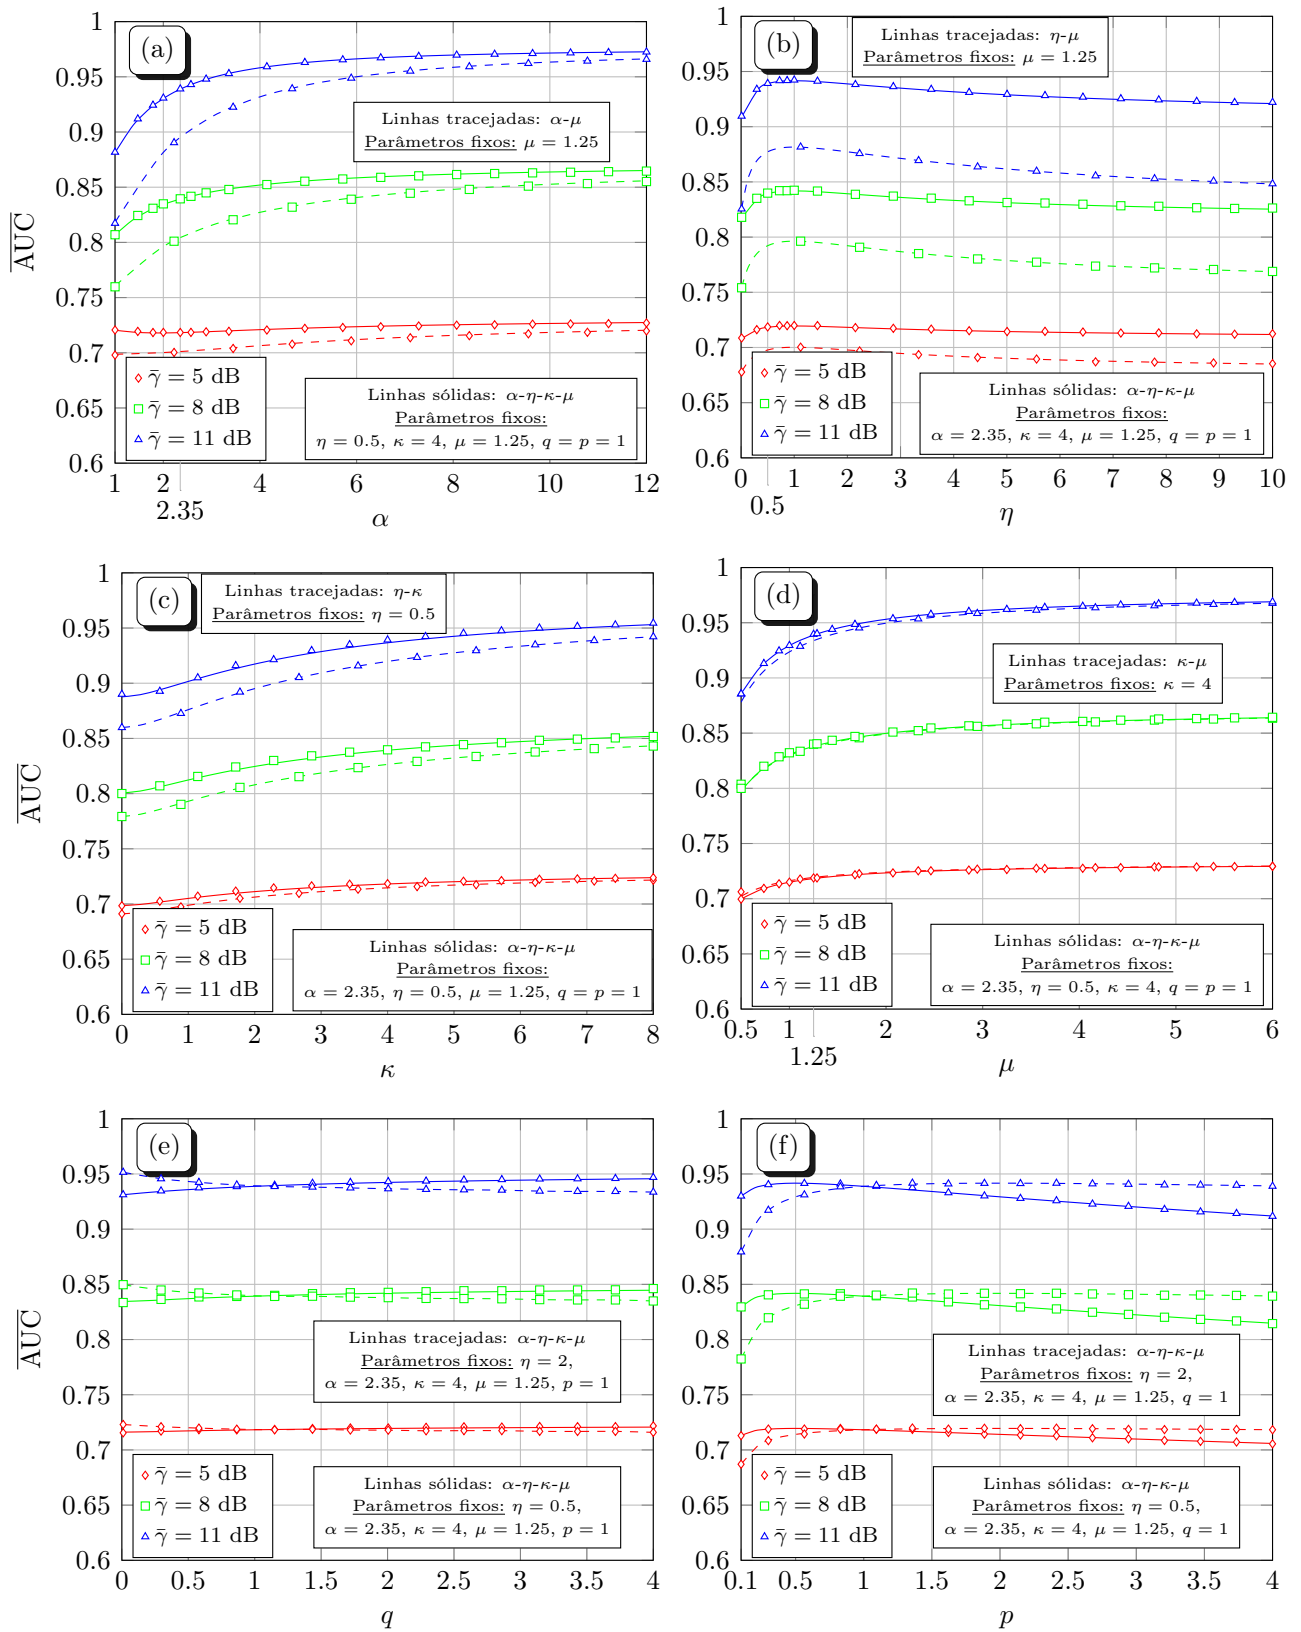 (a)
Linhas tracejadas: α-μ
Parâmetros fixos: μ = 1.25
γ̄ = 5 dB
γ̄ = 8 dB
γ̄ = 11 dB
Linhas sólidas: α-η-κ-μ
Parâmetros fixos:
η = 0.5, κ = 4, μ = 1.25, q = p = 1
1
0.95
0.9
0.85
0.8
0.75
0.7
0.65
0.6
1 2 4 6 8 10 12
2.35
α
AUC
(b)
Linhas tracejadas: η-μ
Parâmetros fixos: μ = 1.25
γ̄ = 5 dB
γ̄ = 8 dB
γ̄ = 11 dB
Linhas sólidas: α-η-κ-μ
Parâmetros fixos:
α = 2.35, κ = 4, μ = 1.25, q = p = 1
1
0.95
0.9
0.85
0.8
0.75
0.7
0.65
0.6
0 1 2 3 4 5 6 7 8 9 10
0.5
η
(c)
Linhas tracejadas: η-κ
Parâmetros fixos: η = 0.5
γ̄ = 5 dB
γ̄ = 8 dB
γ̄ = 11 dB
Linhas sólidas: α-η-κ-μ
Parâmetros fixos:
α = 2.35, η = 0.5, μ = 1.25, q = p = 1
1
0.95
0.9
0.85
0.8
0.75
0.7
0.65
0.6
0 1 2 3 4 5 6 7 8
κ
AUC
(d)
Linhas tracejadas: κ-μ
Parâmetros fixos: κ = 4
γ̄ = 5 dB
γ̄ = 8 dB
γ̄ = 11 dB
Linhas sólidas: α-η-κ-μ
Parâmetros fixos:
α = 2.35, η = 0.5, κ = 4, q = p = 1
1
0.95
0.9
0.85
0.8
0.75
0.7
0.65
0.6
0.5 1 2 3 4 5 6
1.25
μ
(e)
Linhas tracejadas: α-η-κ-μ
Parâmetros fixos: η = 2,
α = 2.35, κ = 4, μ = 1.25, p = 1
γ̄ = 5 dB
γ̄ = 8 dB
γ̄ = 11 dB
Linhas sólidas: α-η-κ-μ
Parâmetros fixos: η = 0.5,
α = 2.35, κ = 4, μ = 1.25, p = 1
1
0.95
0.9
0.85
0.8
0.75
0.7
0.65
0.6
0 0.5 1 1.5 2 2.5 3 3.5 4
q
AUC
(f)
Linhas tracejadas: α-η-κ-μ
Parâmetros fixos: η = 2,
α = 2.35, κ = 4, μ = 1.25, q = 1
γ̄ = 5 dB
γ̄ = 8 dB
γ̄ = 11 dB
Linhas sólidas: α-η-κ-μ
Parâmetros fixos: η = 0.5,
α = 2.35, κ = 4, μ = 1.25, q = 1
1
0.95
0.9
0.85
0.8
0.75
0.7
0.65
0.6
0.1 0.5 1 1.5 2 2.5 3 3.5 4
p